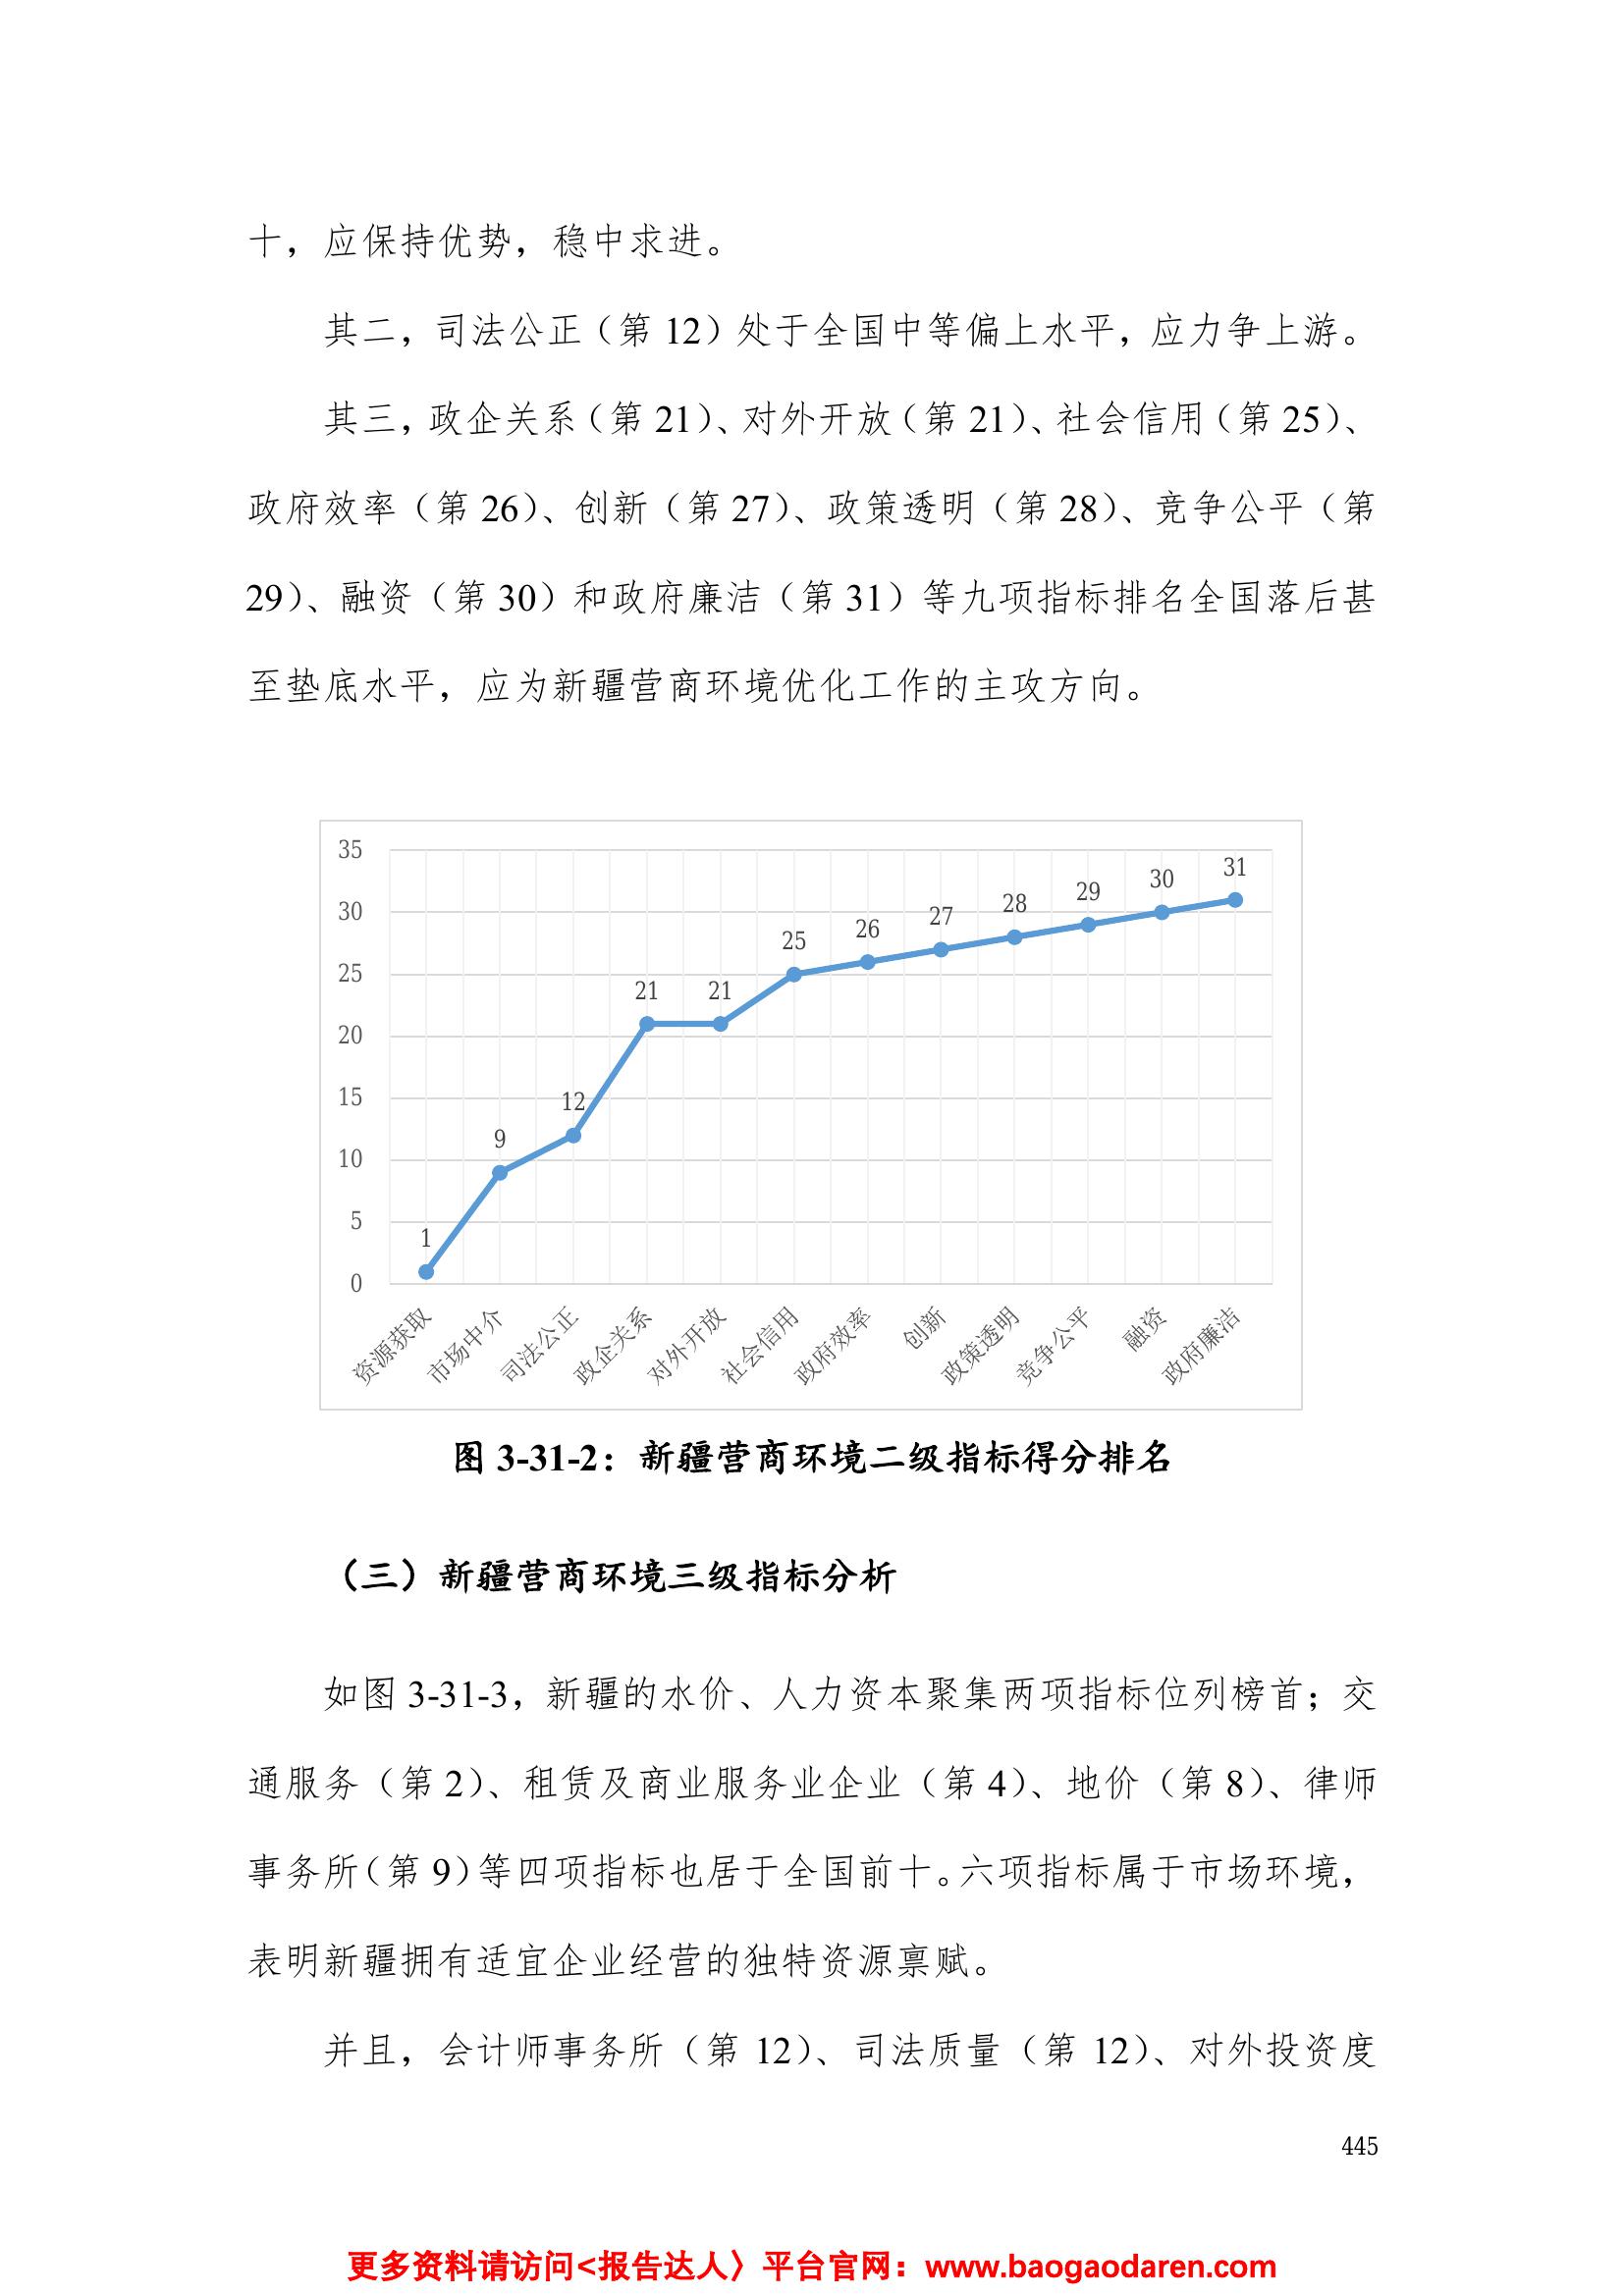 十，应保持优势，稳中求进。
其二，司法公正（第 12）处于全国中等偏上水平，应力争上游。
其三，政企关系（第 21）、对外开放（第 21）、社会信用（第 25）、
政府效率（第 26）、创新（第 27）、政策透明（第 28）、竞争公平（第
29）、融资（第 30）和政府廉洁（第 31）等九项指标排名全国落后甚
至垫底水平，应为新疆营商环境优化工作的主攻方向。
35
30
25
20
15
10
5
0
1
9
12
21
21
25
26
27
28
29
30
31
资源获取
市场中介
司法公正
政企关系
对外开放
社会信用
政府效率
创新
政策透明
竞争公平
融资
政府廉洁
图 3-31-2：新疆营商环境二级指标得分排名
（三）新疆营商环境三级指标分析
如图 3-31-3，新疆的水价、人力资本聚集两项指标位列榜首；交
通服务（第 2）、租赁及商业服务业企业（第 4）、地价（第 8）、律师
事务所（第 9）等四项指标也居于全国前十。六项指标属于市场环境，
表明新疆拥有适宜企业经营的独特资源禀赋。
并且，会计师事务所（第 12）、司法质量（第 12）、对外投资度
445
更多资料请访问<报告达人〉平台官网：www.baogaodaren.com